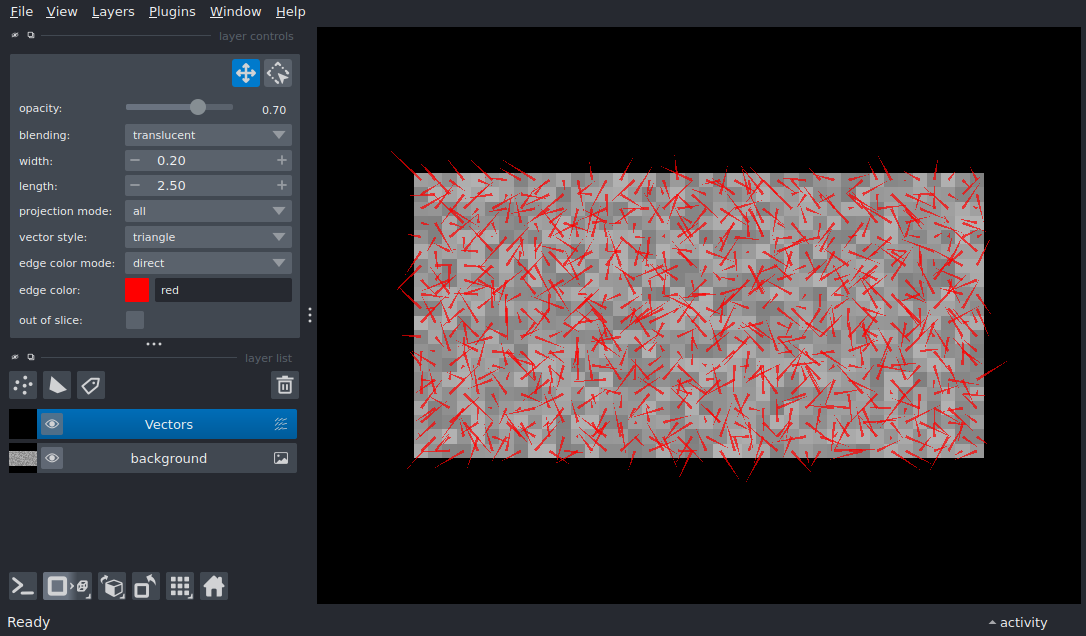 File View Layers Plugins Window Help
layer controls
opacity: 0.70
blending: translucent
width: 0.20
length: 2.50
projection mode: all
vector style: triangle
edge color mode: direct
edge color: red
out of slice:
layer list
Vectors
background
Ready activity